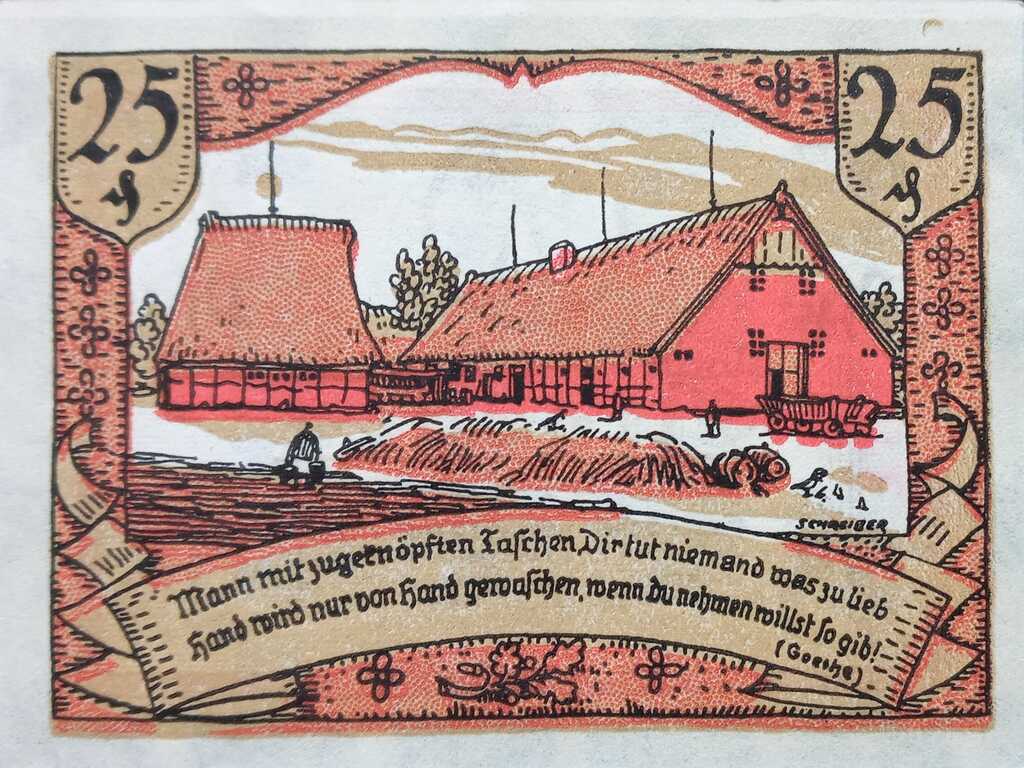 25
25
SCHREIBER
Mann mit zugeknöpften Taschen, Dir tut niemand was zu lieb
Hand wird nur von Hand gewaschen, wenn Du nehmen willst so gib!
(Goethe)